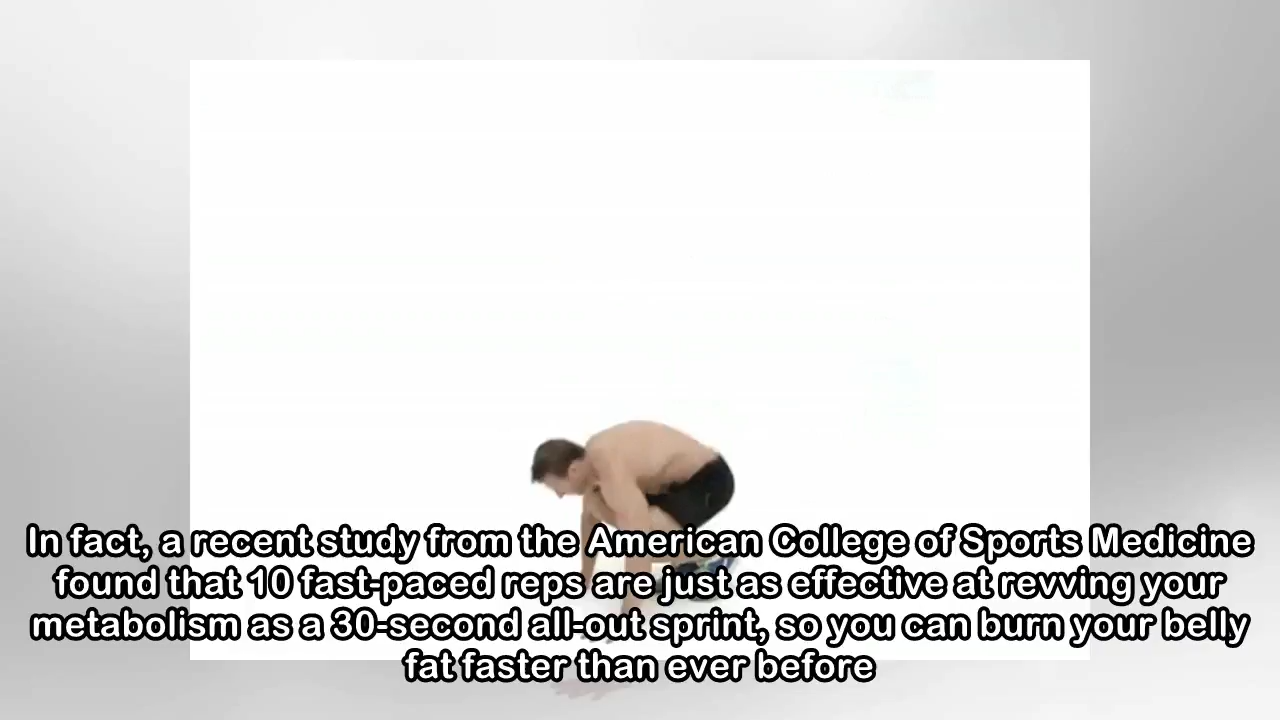 In fact, a recent study from the American College of Sports Medicine
found that 10 fast-paced reps are just as effective at revving your
metabolism as a 30-second all-out sprint, so you can burn your belly
fat faster than ever before